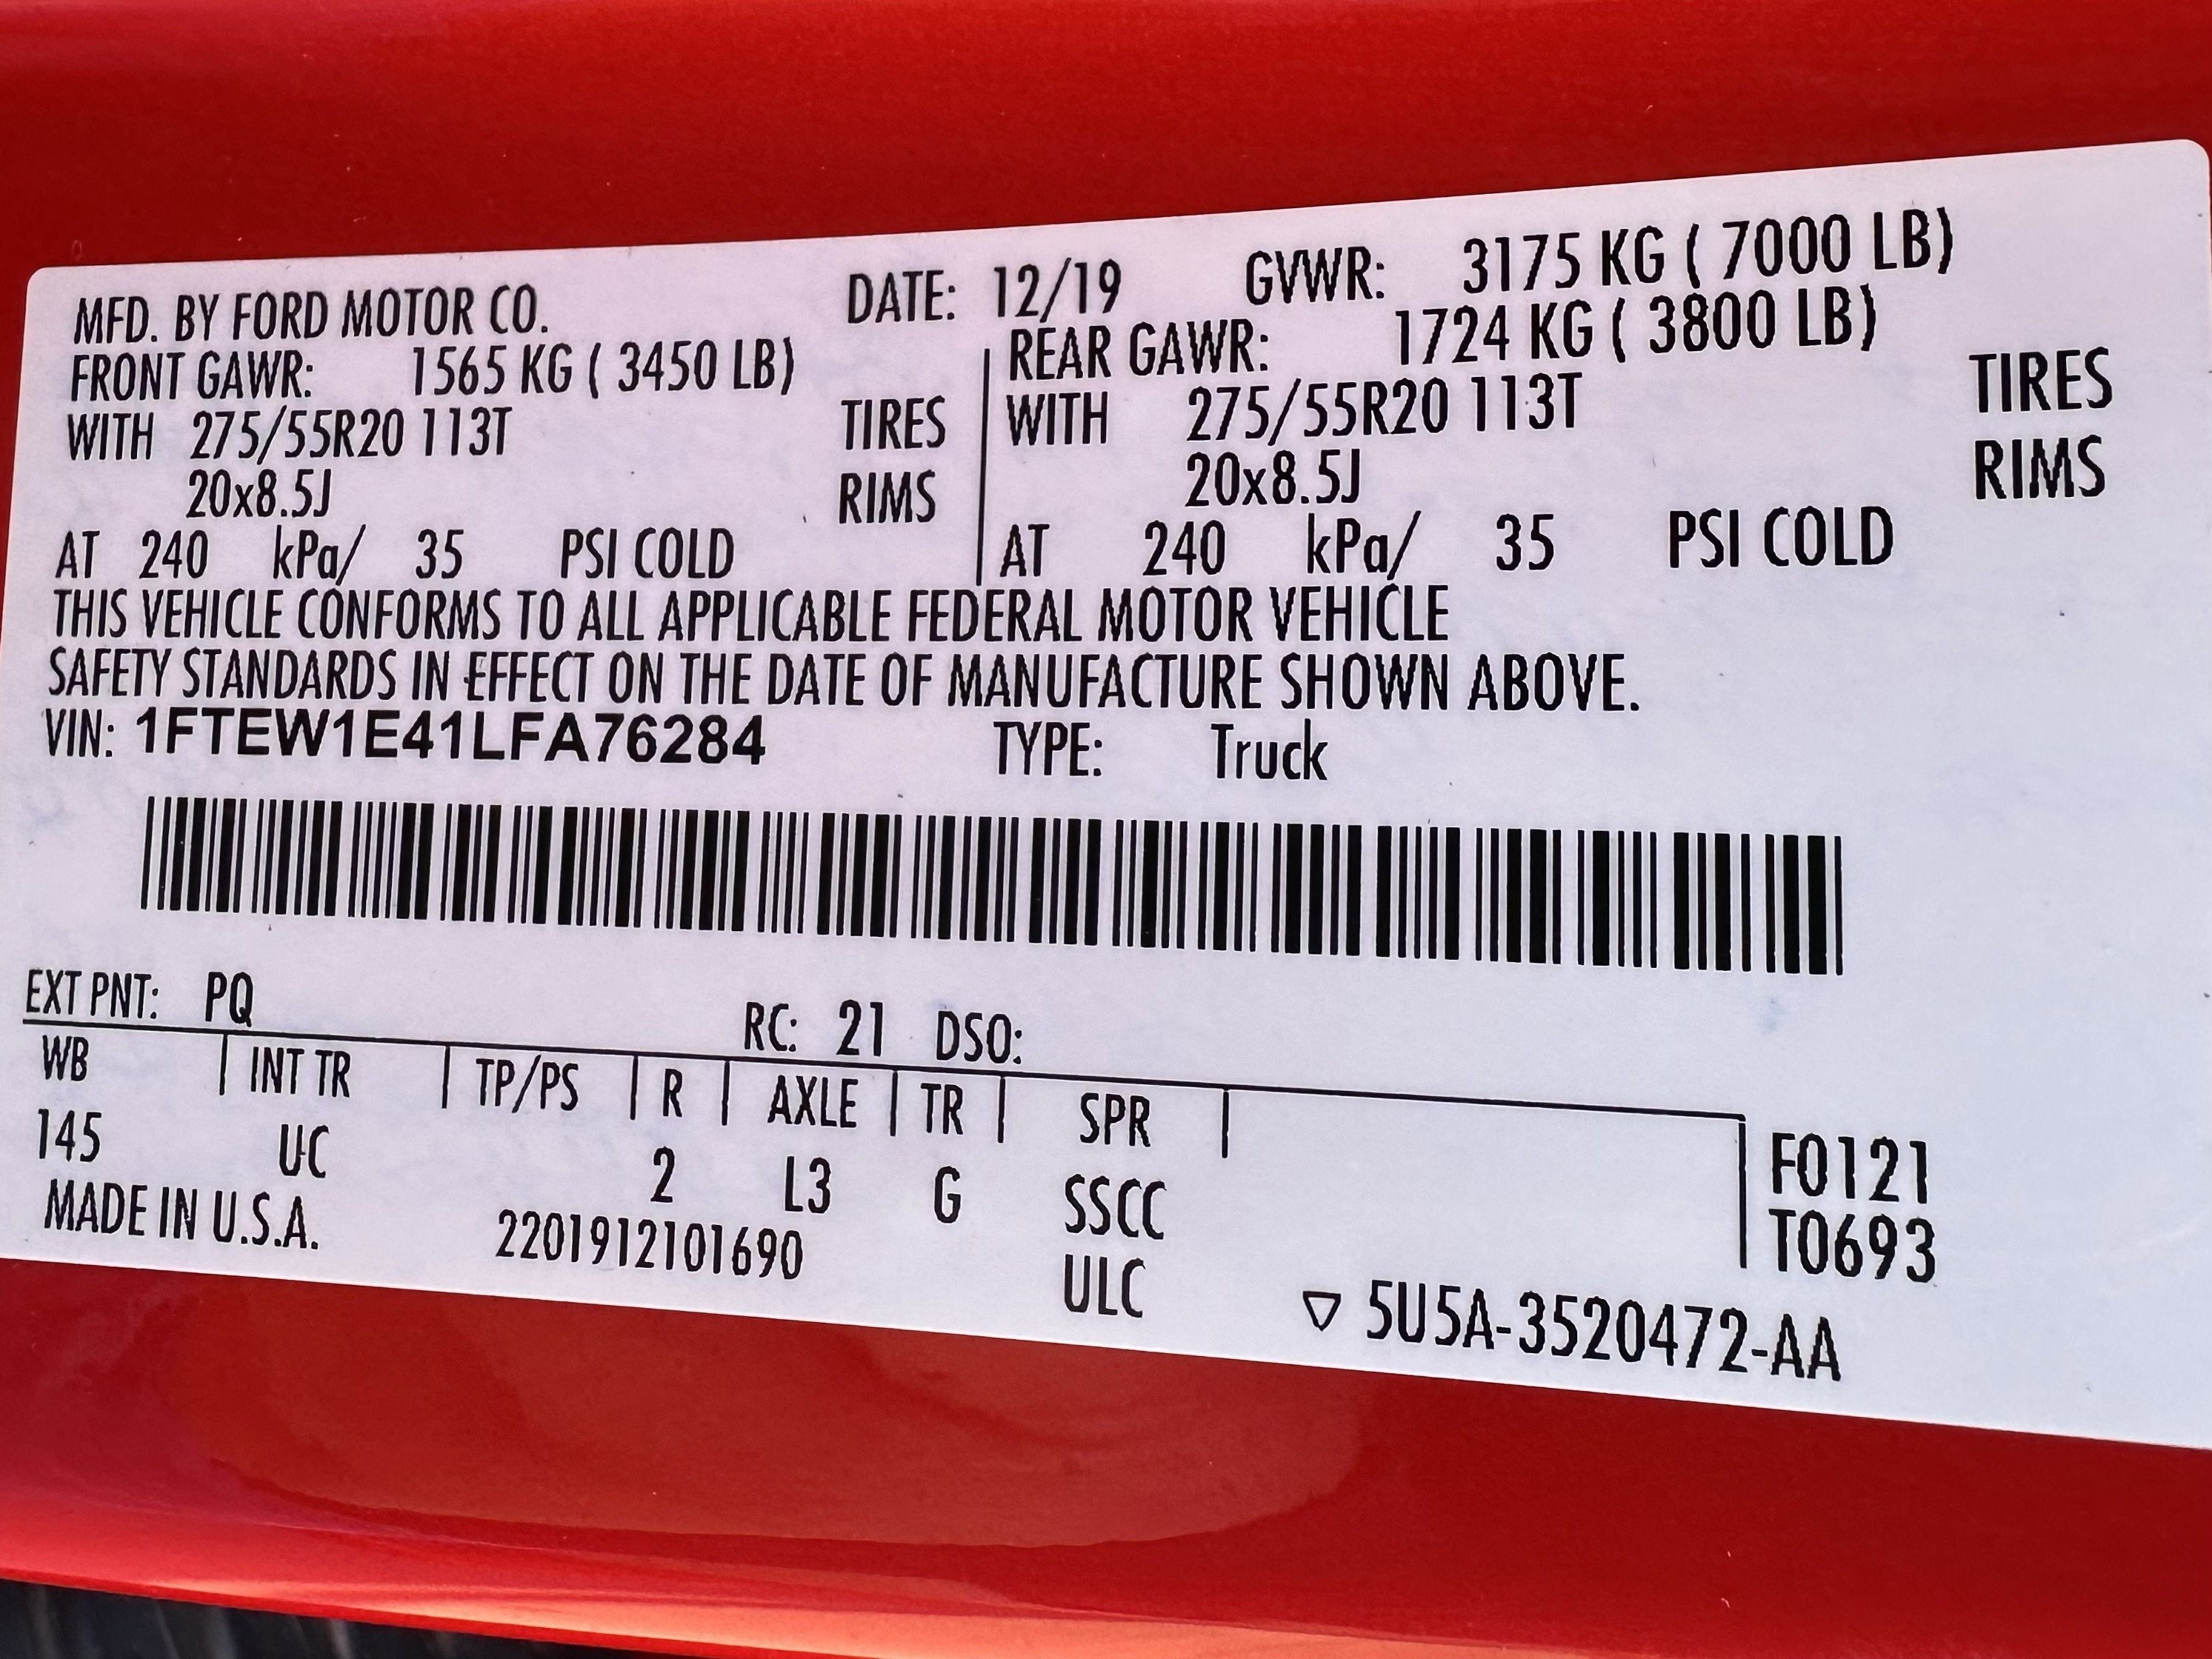 MFD. BY FORD MOTOR CO. DATE: 12/19 GVWR: 3175 KG ( 7000 LB)
FRONT GAWR: 1565 KG ( 3450 LB) REAR GAWR: 1724 KG ( 3800 LB)
WITH 275/55R20 113T TIRES WITH 275/55R20 113T TIRES
20x8.5J RIMS 20x8.5J RIMS
AT 240 kPa/ 35 PSI COLD AT 240 kPa/ 35 PSI COLD
THIS VEHICLE CONFORMS TO ALL APPLICABLE FEDERAL MOTOR VEHICLE
SAFETY STANDARDS IN EFFECT ON THE DATE OF MANUFACTURE SHOWN ABOVE.
VIN: 1FTEW1E41LFA76284 TYPE: Truck
EXT PNT: PQ RC: 21 DSO:
WB INT TR TP/PS R AXLE TR SPR
145 UC 2 L3 G SSCC F0121
MADE IN U.S.A. 2201912101690 ULC T0693
▽ 5U5A-3520472-AA